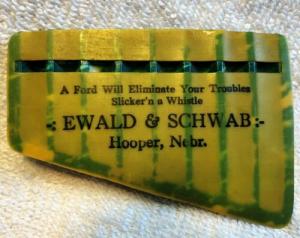 A Ford Will Eliminate Your Troubles
Slicker'n a Whistle
-:- EWALD & SCHWAB -:-
Hooper, Nebr.